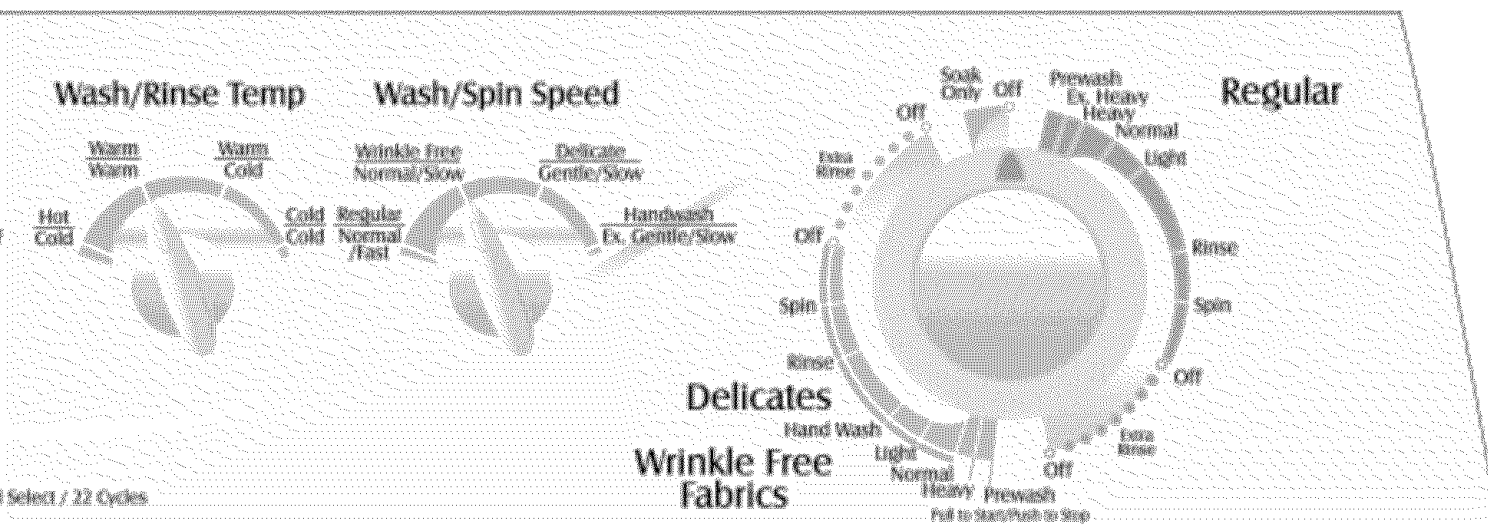 Wash/Rinse Temp
Warm
Warm
Warm
Cold
Hot
Cold
Cold
Cold
Wash/Spin Speed
Wrinkle Free
Normal/Slow
Delicate
Gentle/Slow
Regular
Normal
/Fast
Handwash
Ex. Gentle/Slow
Regular
Soak
Only
Off
Prewash
Ex. Heavy
Heavy
Normal
Light
Rinse
Spin
Off
Extra
Rinse
Off
Off
Extra
Rinse
Off
Spin
Rinse
Delicates
Hand Wash
Light
Normal
Heavy
Prewash
Wrinkle Free
Fabrics
Pull to Start/Push to Stop
Select / 22 Cycles